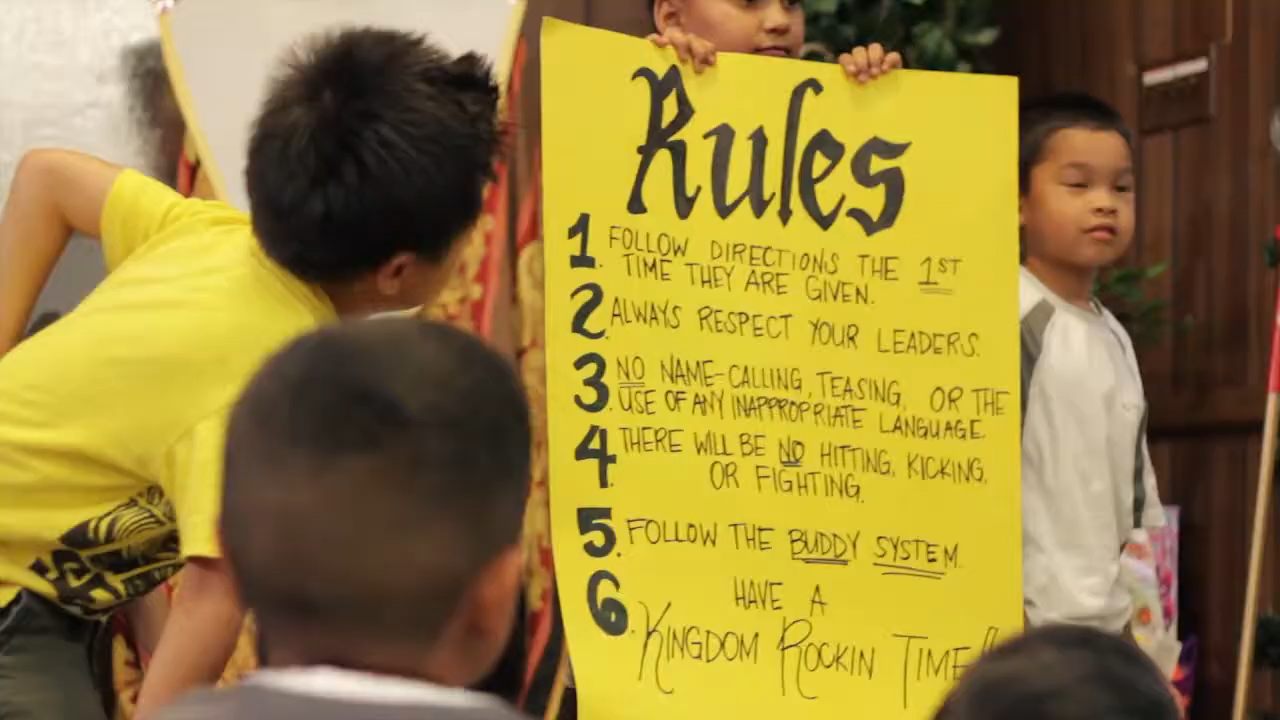 Rules
1. FOLLOW DIRECTIONS THE 1ST
TIME THEY ARE GIVEN.
2. ALWAYS RESPECT YOUR LEADERS.
3. NO NAME-CALLING, TEASING, OR THE
USE OF ANY INAPPROPRIATE LANGUAGE.
4. THERE WILL BE NO HITTING, KICKING,
OR FIGHTING.
5. FOLLOW THE BUDDY SYSTEM.
6. HAVE A
KINGDOM ROCKIN TIME!!